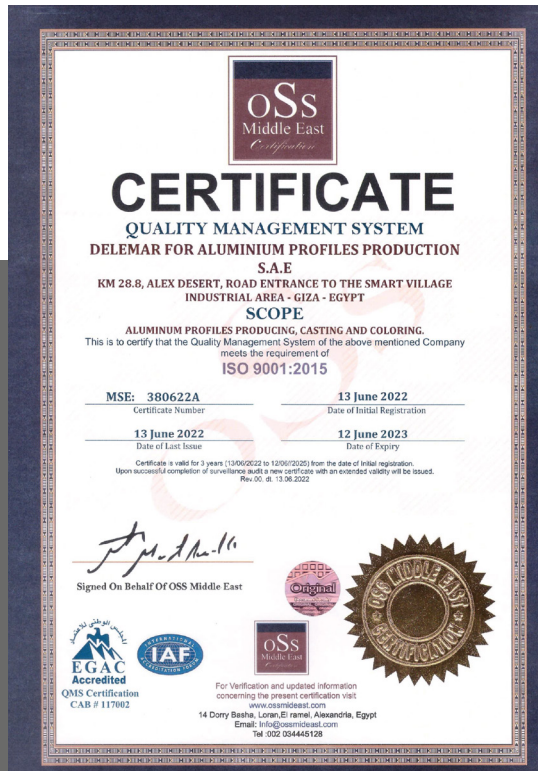 OSS
Middle East
Certification
CERTIFICATE
QUALITY MANAGEMENT SYSTEM
DELEMAR FOR ALUMINIUM PROFILES PRODUCTION
S.A.E
KM 28.8, ALEX DESERT, ROAD ENTRANCE TO THE SMART VILLAGE
INDUSTRIAL AREA - GIZA - EGYPT
SCOPE
ALUMINUM PROFILES PRODUCING, CASTING AND COLORING.
This is to certify that the Quality Management System of the above mentioned Company
meets the requirement of
ISO 9001:2015
MSE: 380622A
Certificate Number
13 June 2022
Date of Initial Registration
13 June 2022
Date of Last Issue
12 June 2023
Date of Expiry
Certificate is valid for 3 years [13/06/2022 to 12/06//2025] from the date of Initial registration.
Upon successful completion of surveillance audit a new certificate with an extended validity will be issued.
Rev.00. dt. 13.06.2022
Signed On Behalf Of OSS Middle East
Original
OSS MIDDLE EAST
CERTIFICATION
EGAC
Accredited
QMS Certification
CAB # 117002
INTERNATIONAL
IAF
ACCREDITATION FORUM
OSS
Middle East
For Verification and updated information
concerning the present certification visit
www.ossmideast.com
14 Dorry Basha, Loran,El ramel, Alexandria, Egypt
Email: Info@ossmideast.com
Tel :002 034445128